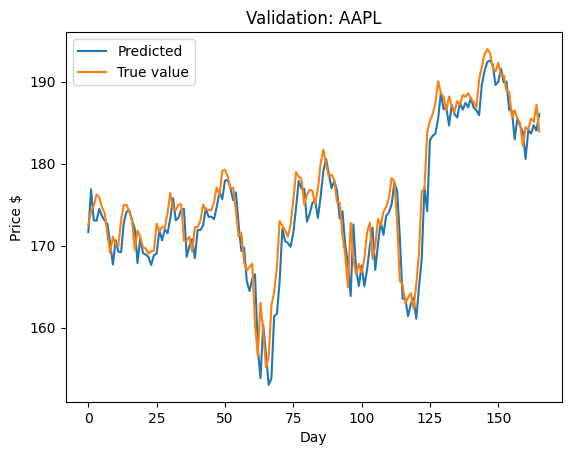 Validation: AAPL
Predicted
True value
Price $
190
180
170
160
0 25 50 75 100 125 150
Day